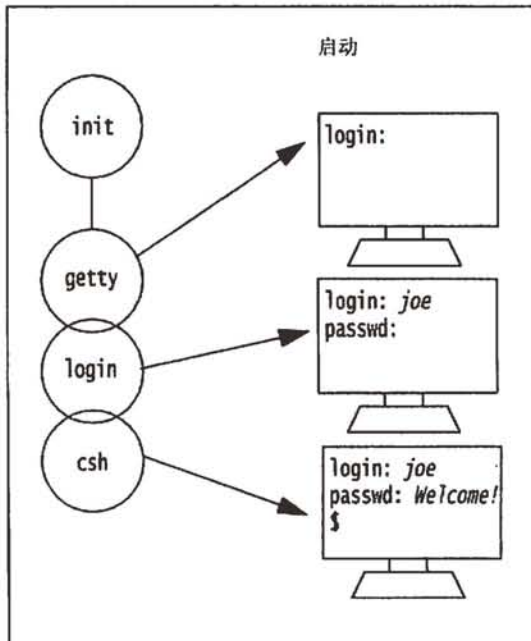 启动
init
login:
getty
login: joe
passwd:
login
csh
login: joe
passwd: Welcome!
$